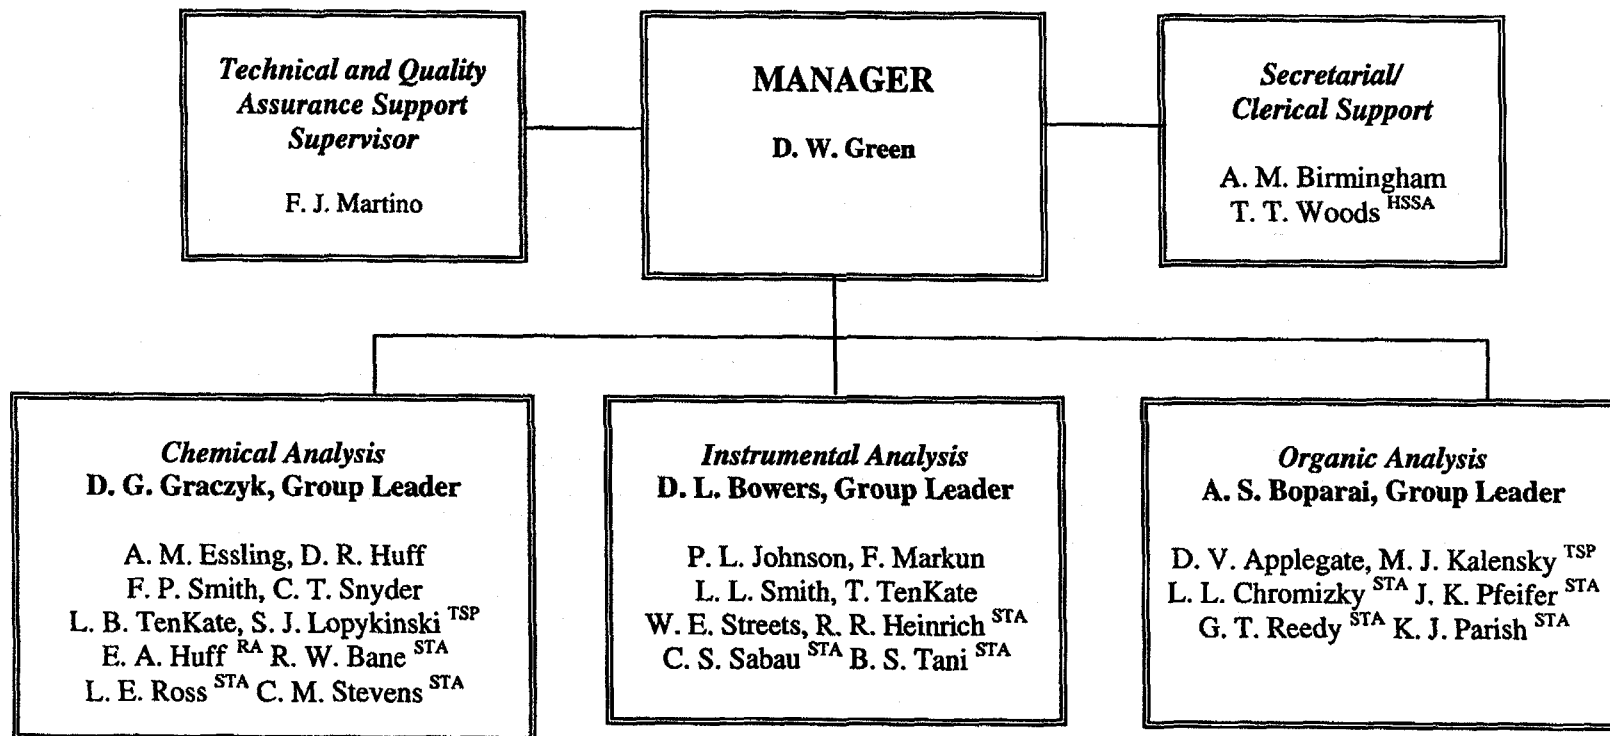 Technical and Quality
Assurance Support
Supervisor
F. J. Martino
MANAGER
D. W. Green
Secretarial/
Clerical Support
A. M. Birmingham
T. T. Woods HSSA
Chemical Analysis
D. G. Graczyk, Group Leader
A. M. Essling, D. R. Huff
F. P. Smith, C. T. Snyder
L. B. TenKate, S. J. Lopykinski TSP
E. A. Huff RA R. W. Bane STA
L. E. Ross STA C. M. Stevens STA
Instrumental Analysis
D. L. Bowers, Group Leader
P. L. Johnson, F. Markun
L. L. Smith, T. TenKate
W. E. Streets, R. R. Heinrich STA
C. S. Sabau STA B. S. Tani STA
Organic Analysis
A. S. Boparai, Group Leader
D. V. Applegate, M. J. Kalensky TSP
L. L. Chromizky STA J. K. Pfeifer STA
G. T. Reedy STA K. J. Parish STA